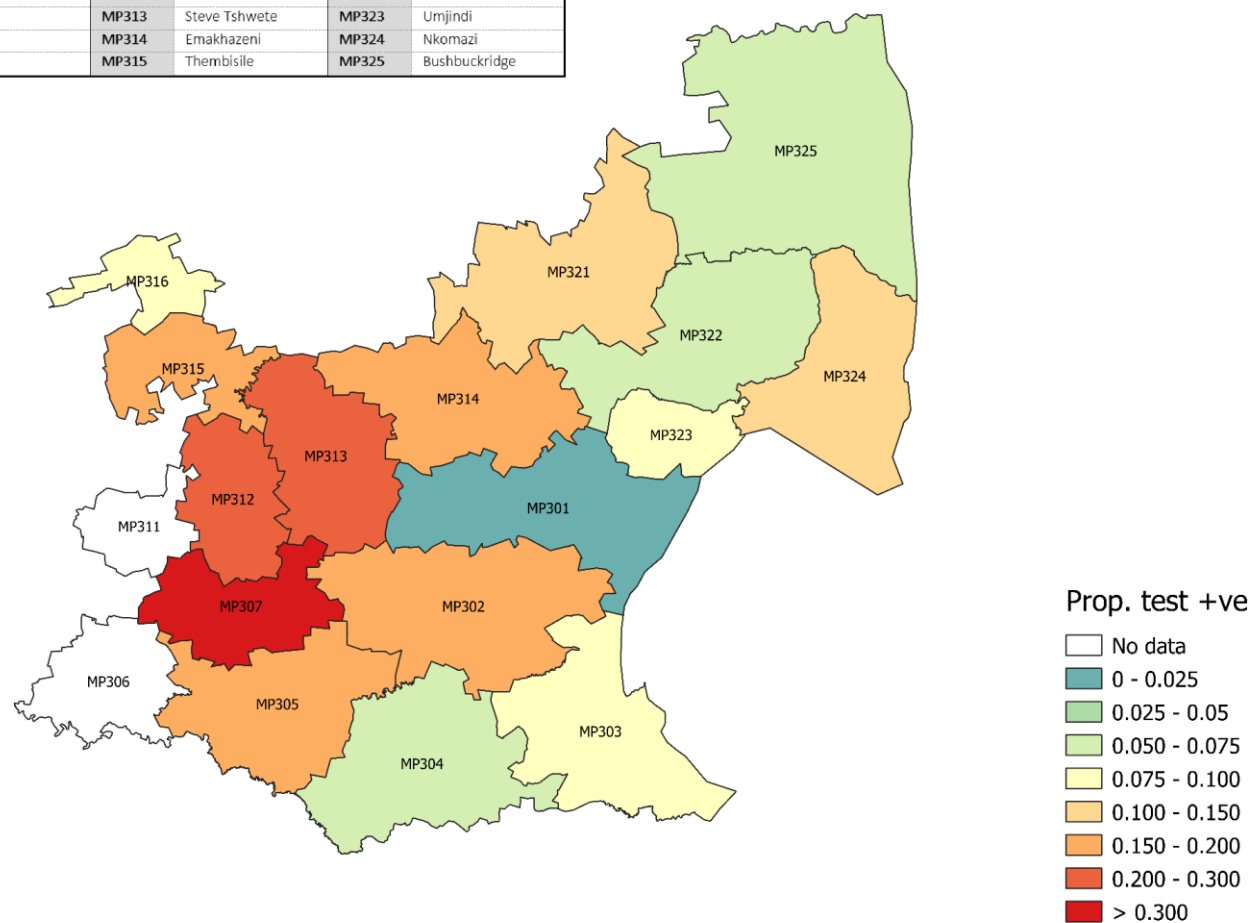 MP313 Steve Tshwete MP323 Umjindi
MP314 Emakhazeni MP324 Nkomazi
MP315 Thembisile MP325 Bushbuckridge
MP325
MP316
MP321
MP322
MP315
MP324
MP314
MP323
MP313
MP312
MP301
MP311
MP307
MP302
MP306
MP305
MP303
MP304
Prop. test +ve
No data
0 - 0.025
0.025 - 0.05
0.050 - 0.075
0.075 - 0.100
0.100 - 0.150
0.150 - 0.200
0.200 - 0.300
> 0.300